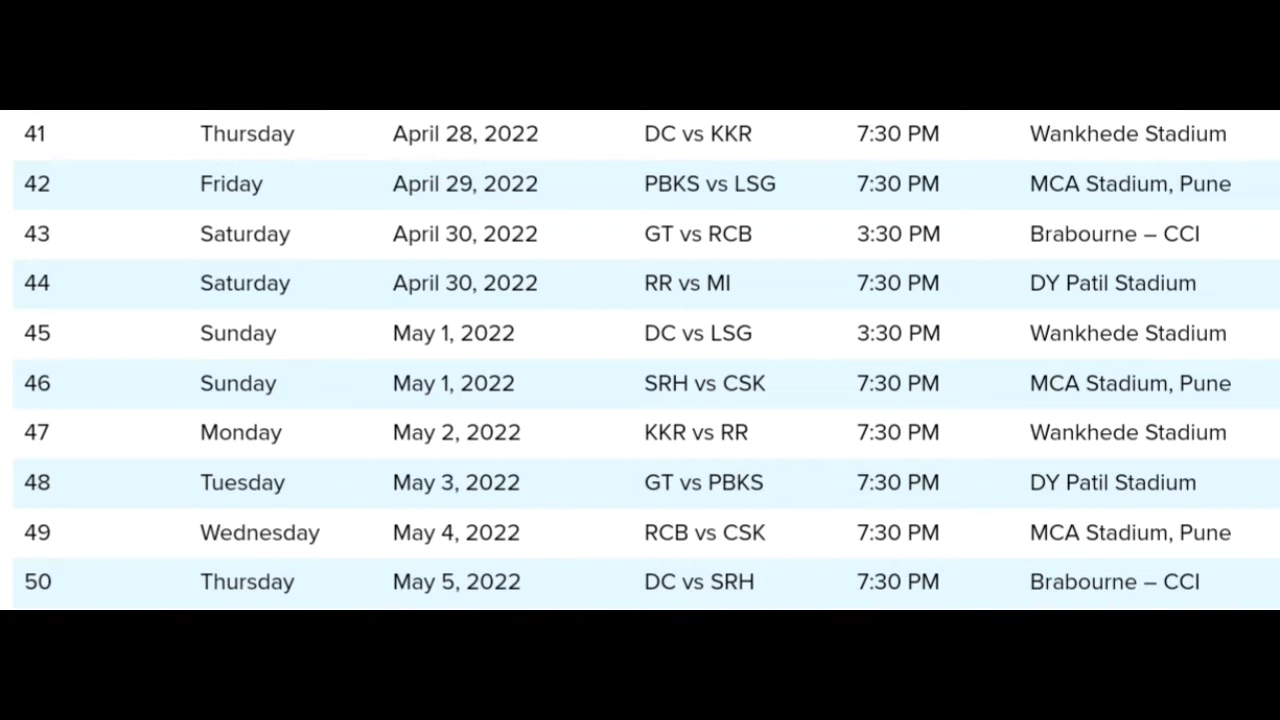 41 Thursday April 28, 2022 DC vs KKR 7:30 PM Wankhede Stadium
42 Friday April 29, 2022 PBKS vs LSG 7:30 PM MCA Stadium, Pune
43 Saturday April 30, 2022 GT vs RCB 3:30 PM Brabourne – CCI
44 Saturday April 30, 2022 RR vs MI 7:30 PM DY Patil Stadium
45 Sunday May 1, 2022 DC vs LSG 3:30 PM Wankhede Stadium
46 Sunday May 1, 2022 SRH vs CSK 7:30 PM MCA Stadium, Pune
47 Monday May 2, 2022 KKR vs RR 7:30 PM Wankhede Stadium
48 Tuesday May 3, 2022 GT vs PBKS 7:30 PM DY Patil Stadium
49 Wednesday May 4, 2022 RCB vs CSK 7:30 PM MCA Stadium, Pune
50 Thursday May 5, 2022 DC vs SRH 7:30 PM Brabourne – CCI